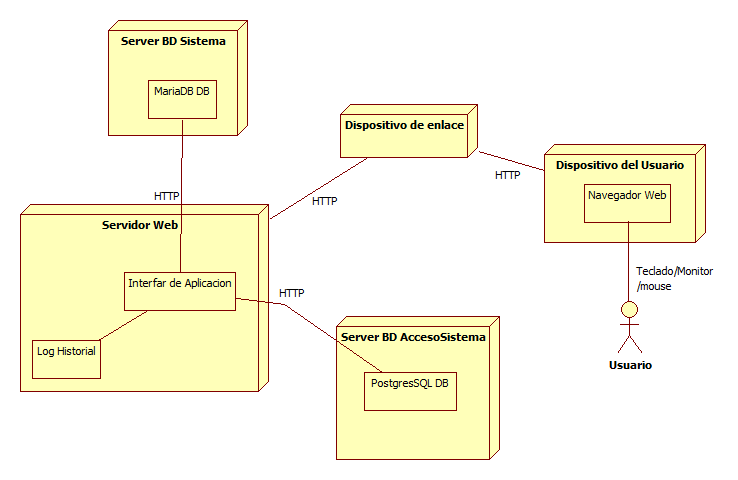 Server BD Sistema
MariaDB DB
Dispositivo de enlace
Dispositivo del Usuario
HTTP
Navegador Web
HTTP
HTTP
Servidor Web
Teclado/Monitor
/mouse
Interfar de Aplicacion
HTTP
Server BD AccesoSistema
Log Historial
Usuario
PostgresSQL DB